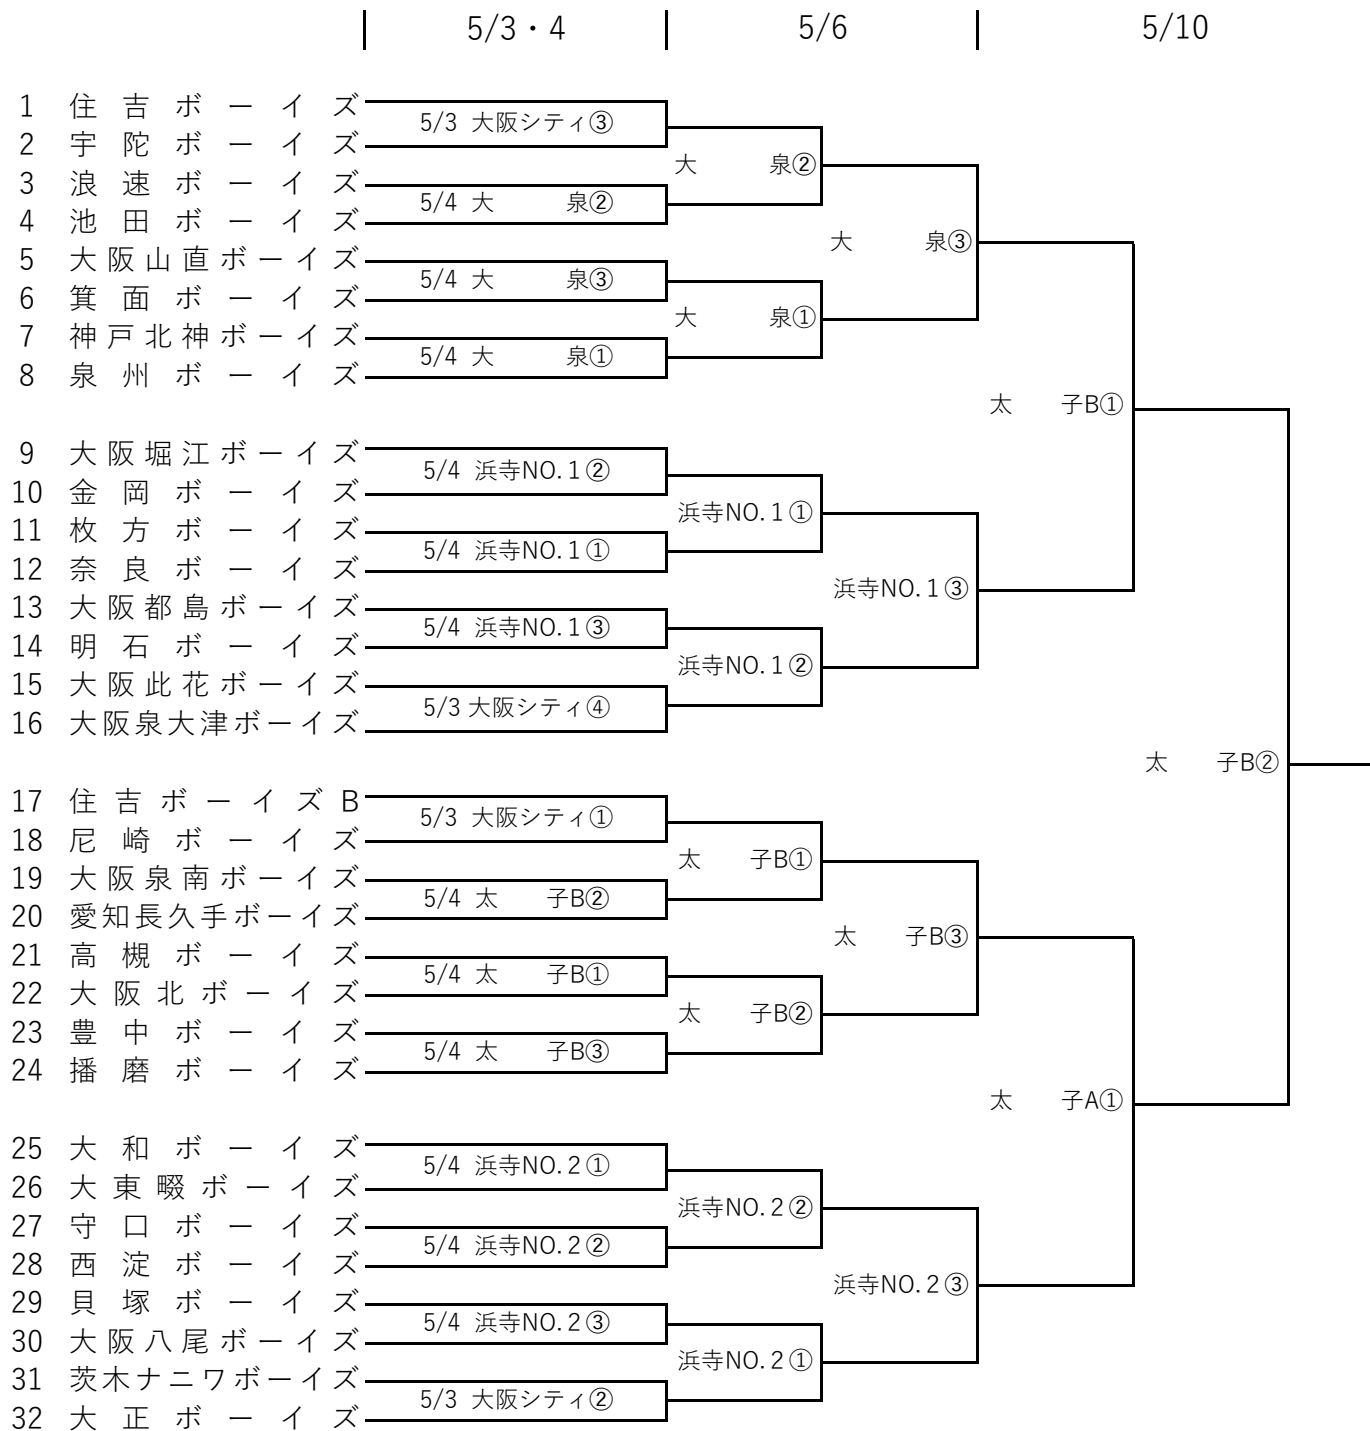 5/3・4 5/6 5/10
1 住吉ボーイズ
5/3 大阪シティ③
2 宇陀ボーイズ
大 泉②
3 浪速ボーイズ
5/4 大 泉②
4 池田ボーイズ
大 泉③
5 大阪山直ボーイズ
5/4 大 泉③
6 箕面ボーイズ
大 泉①
7 神戸北神ボーイズ
5/4 大 泉①
8 泉州ボーイズ
太 子B①
9 大阪堀江ボーイズ
5/4 浜寺NO.1②
10 金岡ボーイズ
浜寺NO.1①
11 枚方ボーイズ
5/4 浜寺NO.1①
12 奈良ボーイズ
浜寺NO.1③
13 大阪都島ボーイズ
5/4 浜寺NO.1③
14 明石ボーイズ
浜寺NO.1②
15 大阪此花ボーイズ
5/3 大阪シティ④
16 大阪泉大津ボーイズ
太 子B②
17 住吉ボーイズB
5/3 大阪シティ①
18 尼崎ボーイズ
太 子B①
19 大阪泉南ボーイズ
5/4 太 子B②
20 愛知長久手ボーイズ
太 子B③
21 高槻ボーイズ
5/4 太 子B①
22 大阪北ボーイズ
太 子B②
23 豊中ボーイズ
5/4 太 子B③
24 播磨ボーイズ
太 子A①
25 大和ボーイズ
5/4 浜寺NO.2①
26 大東畷ボーイズ
浜寺NO.2②
27 守口ボーイズ
5/4 浜寺NO.2②
28 西淀ボーイズ
浜寺NO.2③
29 貝塚ボーイズ
5/4 浜寺NO.2③
30 大阪八尾ボーイズ
浜寺NO.2①
31 茨木ナニワボーイズ
5/3 大阪シティ②
32 大正ボーイズ